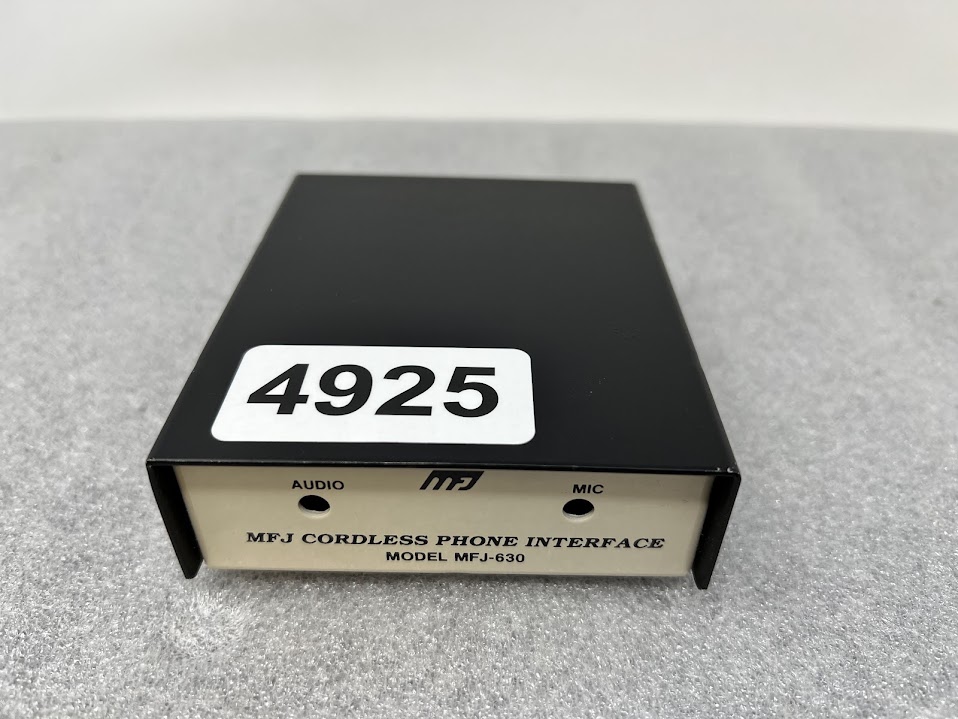 4925
AUDIO MFJ MIC
MFJ CORDLESS PHONE INTERFACE
MODEL MFJ-630